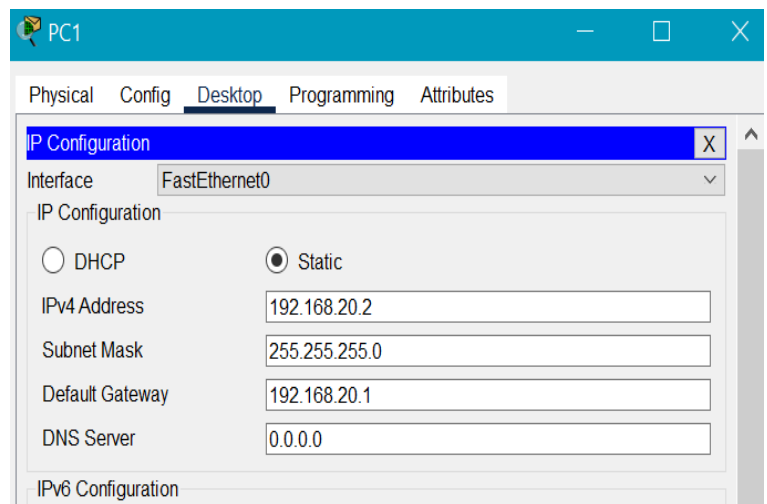 PC1
Physical Config Desktop Programming Attributes
IP Configuration X
Interface FastEthernet0
IP Configuration
DHCP Static
IPv4 Address 192.168.20.2
Subnet Mask 255.255.255.0
Default Gateway 192.168.20.1
DNS Server 0.0.0.0
IPv6 Configuration